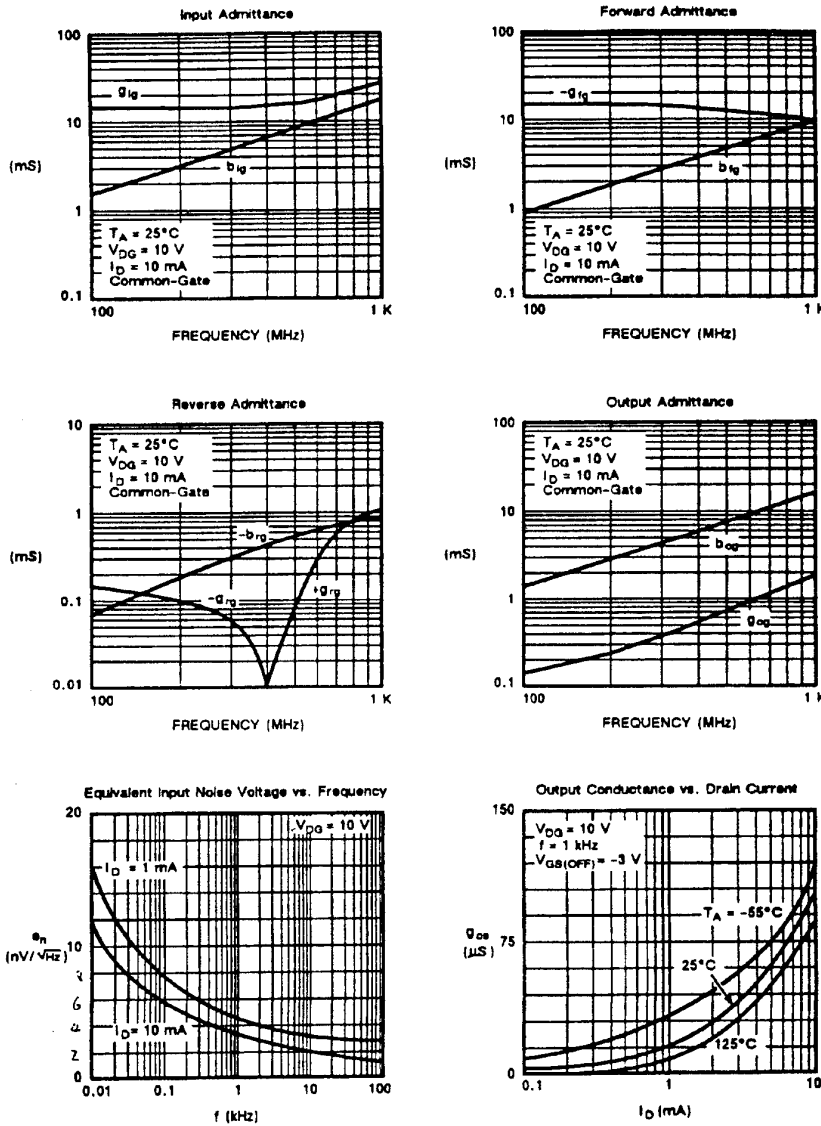 Input Admittance
100
10
(mS)
1
0.1
g_ig
b_ig
T_A = 25°C
V_DG = 10 V
I_D = 10 mA
Common-Gate
100
1 K
FREQUENCY (MHz)
Forward Admittance
100
10
(mS)
1
0.1
-g_fg
b_fg
T_A = 25°C
V_DG = 10 V
I_D = 10 mA
Common-Gate
100
1 K
FREQUENCY (MHz)
Reverse Admittance
10
1
(mS)
0.1
0.01
T_A = 25°C
V_DG = 10 V
I_D = 10 mA
Common-Gate
-b_rg
-g_rg
+g_rg
100
1 K
FREQUENCY (MHz)
Output Admittance
100
10
(mS)
1
0.1
T_A = 25°C
V_DG = 10 V
I_D = 10 mA
Common-Gate
b_og
g_og
100
1 K
FREQUENCY (MHz)
Equivalent Input Noise Voltage vs. Frequency
20
V_DG = 10 V
I_D = 1 mA
e_n
(nV/√Hz)
10
8
6
4
2
0
I_D = 10 mA
0.01 0.1 1 10 100
f (kHz)
Output Conductance vs. Drain Current
150
V_DG = 10 V
f = 1 kHz
V_GS(OFF) = -3 V
T_A = -55°C
g_os
(µS)
75
25°C
125°C
0
0.1 1 10
I_D (mA)